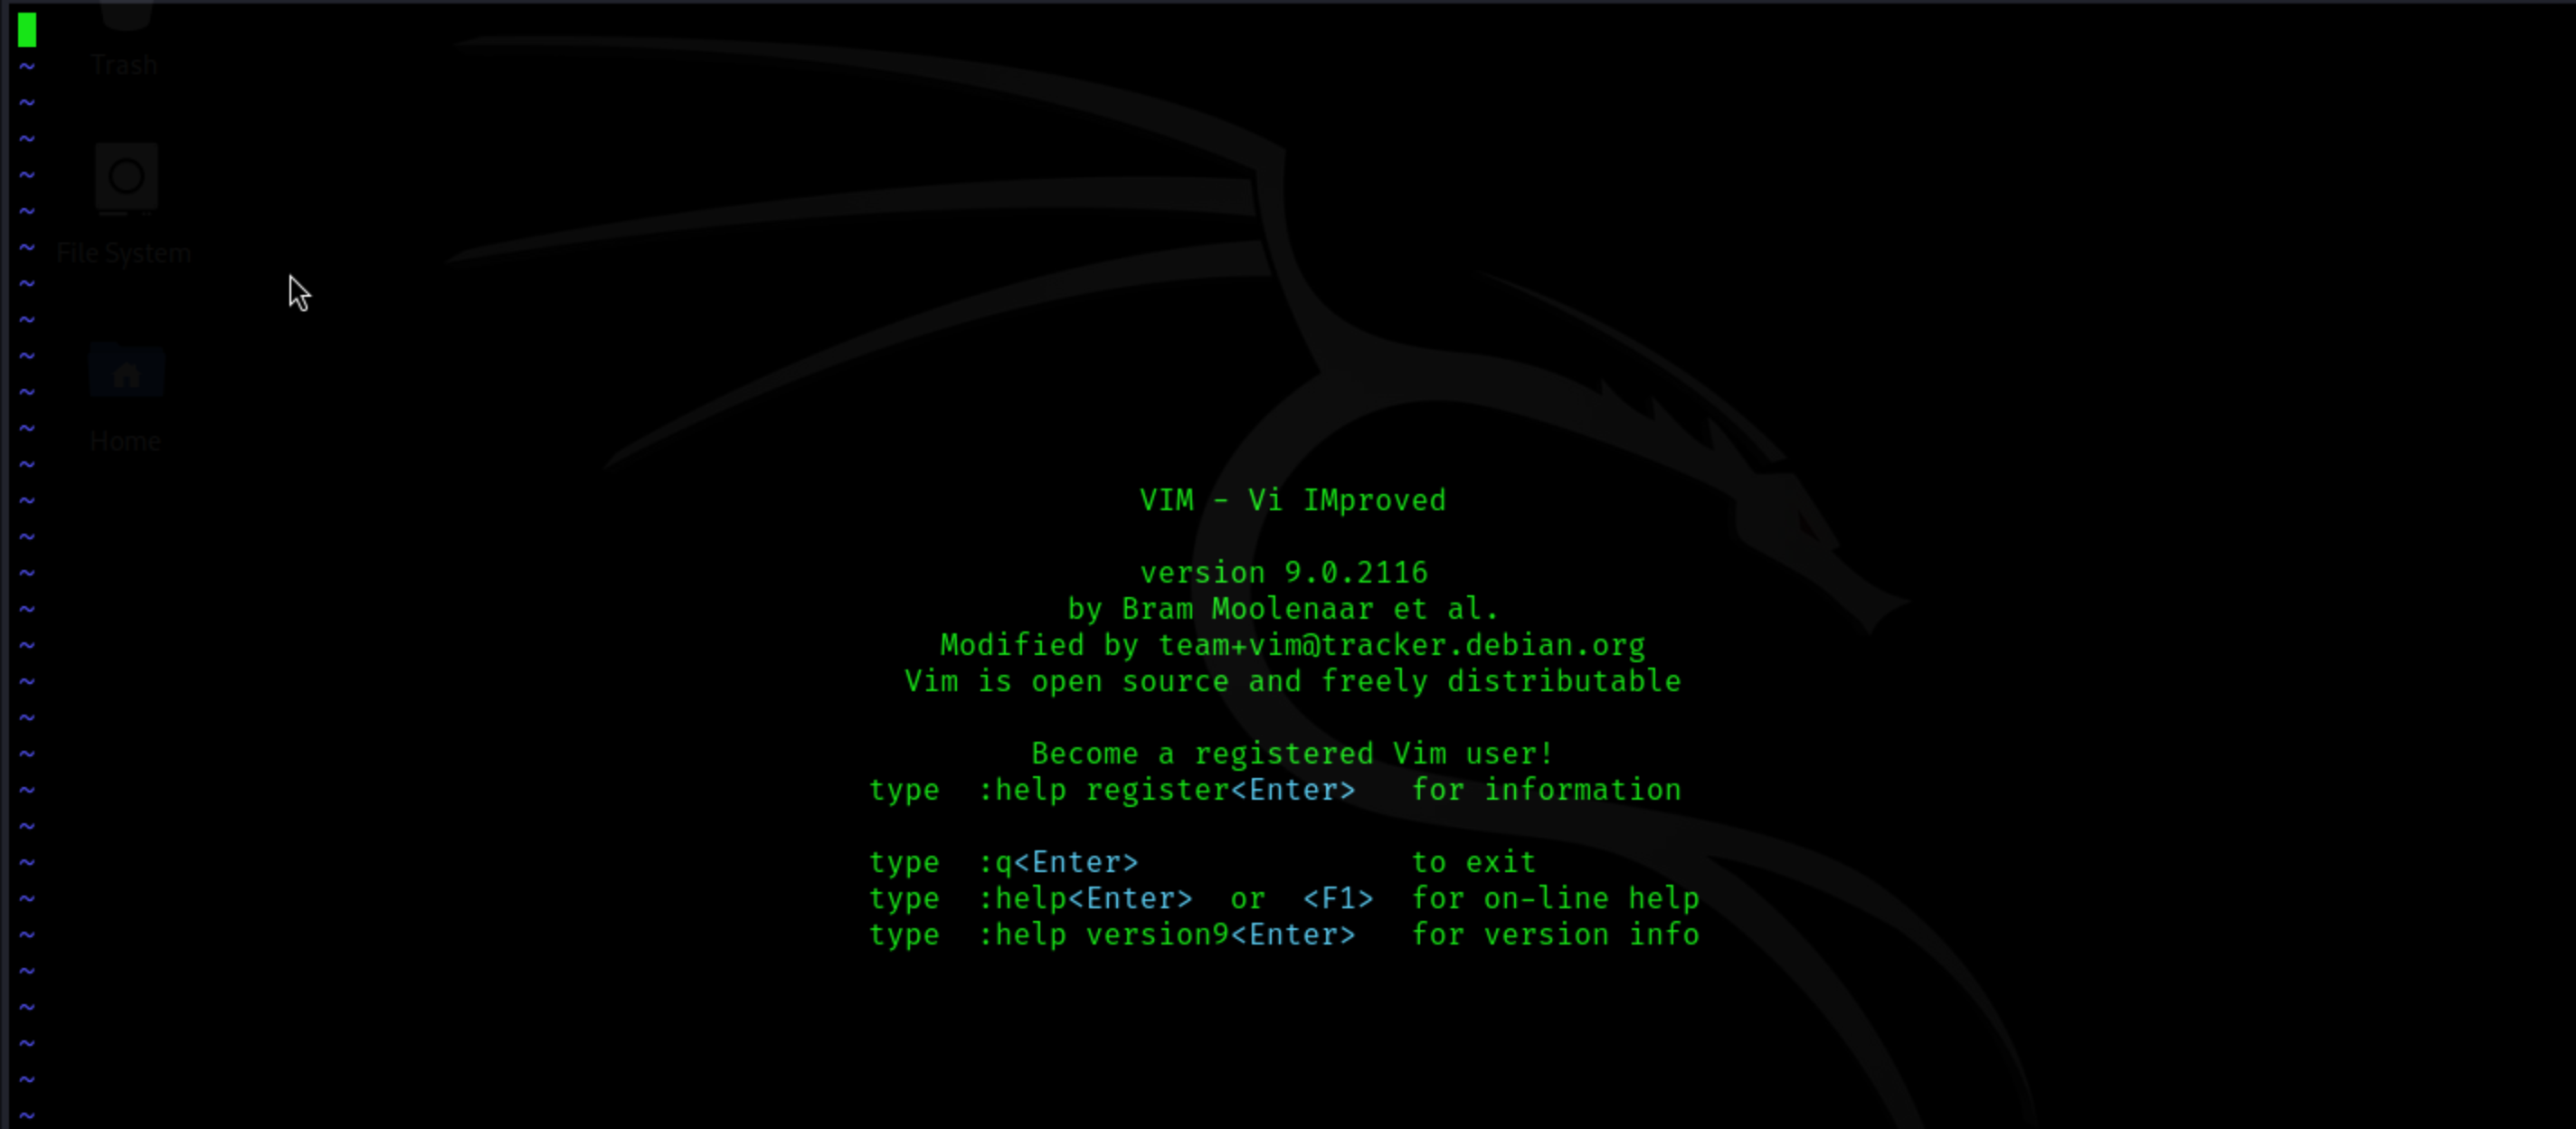 Trash
~
~
~
~
~
File System
~
~
~
~
~
~
Home
~
~ VIM - Vi IMproved
~
~ version 9.0.2116
~ by Bram Moolenaar et al.
~ Modified by team+vim@tracker.debian.org
~ Vim is open source and freely distributable
~
~ Become a registered Vim user!
~ type :help register<Enter> for information
~
~ type :q<Enter> to exit
~ type :help<Enter> or <F1> for on-line help
~ type :help version9<Enter> for version info
~
~
~
~
~